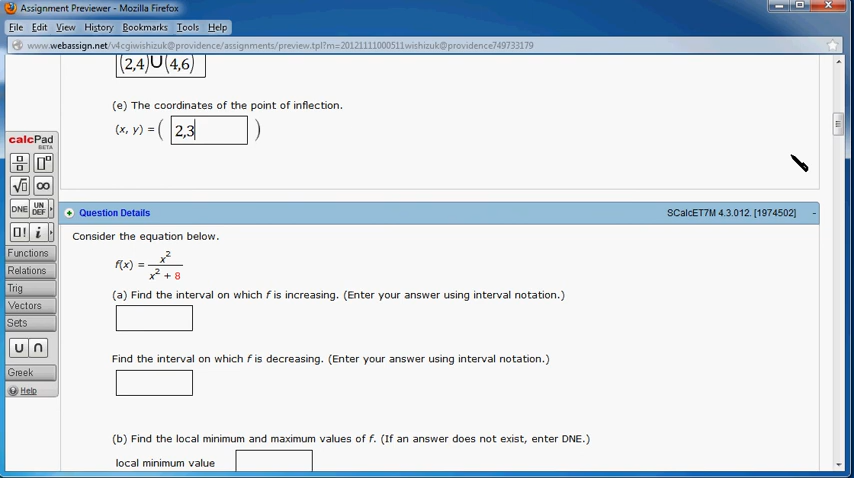 Assignment Previewer - Mozilla Firefox
File Edit View History Bookmarks Tools Help
www.webassign.net/v4cgiwishizuk@providence/assignments/preview.tpl?m=20121111000511wishizuk@providence749733179
(2,4)∪(4,6)
(e) The coordinates of the point of inflection.
(x, y) = ( 2,3 )
calcPad
BETA
DNE UN DEF
Functions
Relations
Trig
Vectors
Sets
∪ ∩
Greek
Help
Question Details SCalcET7M 4.3.012. [1974502] -
Consider the equation below.
f(x) = x²
x² + 8
(a) Find the interval on which f is increasing. (Enter your answer using interval notation.)
Find the interval on which f is decreasing. (Enter your answer using interval notation.)
(b) Find the local minimum and maximum values of f. (If an answer does not exist, enter DNE.)
local minimum value